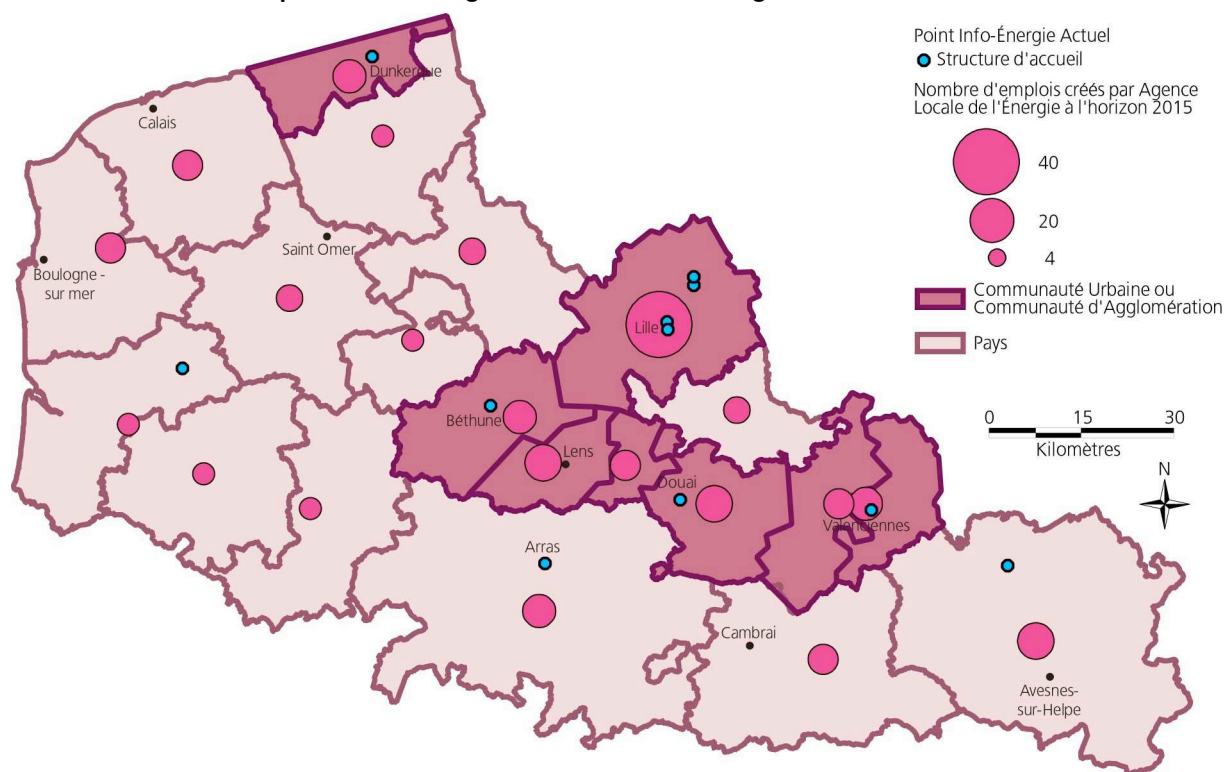 Point Info-Énergie Actuel
Structure d'accueil
Nombre d'emplois créés par Agence
Locale de l'Énergie à l'horizon 2015
40
20
4
Communauté Urbaine ou
Communauté d'Agglomération
Pays
0 15 30
Kilomètres
N
Dunkerque
Calais
Saint Omer
Boulogne -
sur mer
Lille
Béthune
Lens
Douai
Valenciennes
Arras
Cambrai
Avesnes-
sur-Helpe